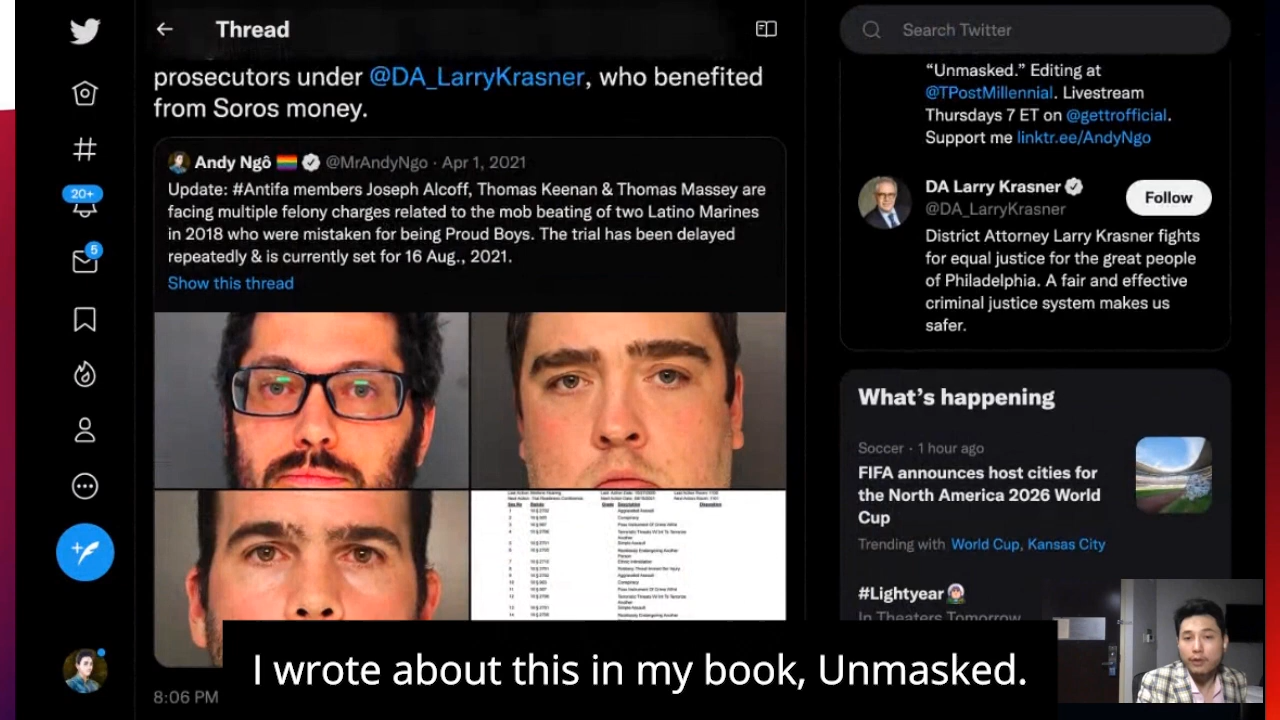 Thread
prosecutors under @DA_LarryKrasner, who benefited
from Soros money.
Andy Ngô @MrAndyNgo · Apr 1, 2021
Update: #Antifa members Joseph Alcoff, Thomas Keenan & Thomas Massey are
facing multiple felony charges related to the mob beating of two Latino Marines
in 2018 who were mistaken for being Proud Boys. The trial has been delayed
repeatedly & is currently set for 16 Aug., 2021.
Show this thread
8:06 PM
20+
5
Search Twitter
“Unmasked.” Editing at
@TPostMillennial. Livestream
Thursdays 7 ET on @gettrofficial.
Support me linktr.ee/AndyNgo
DA Larry Krasner
@DA_LarryKrasner
Follow
District Attorney Larry Krasner fights
for equal justice for the great people
of Philadelphia. A fair and effective
criminal justice system makes us
safer.
What’s happening
Soccer · 1 hour ago
FIFA announces host cities for
the North America 2026 World
Cup
Trending with World Cup, Kansas City
#Lightyear
In Theaters Tomorrow
I wrote about this in my book, Unmasked.